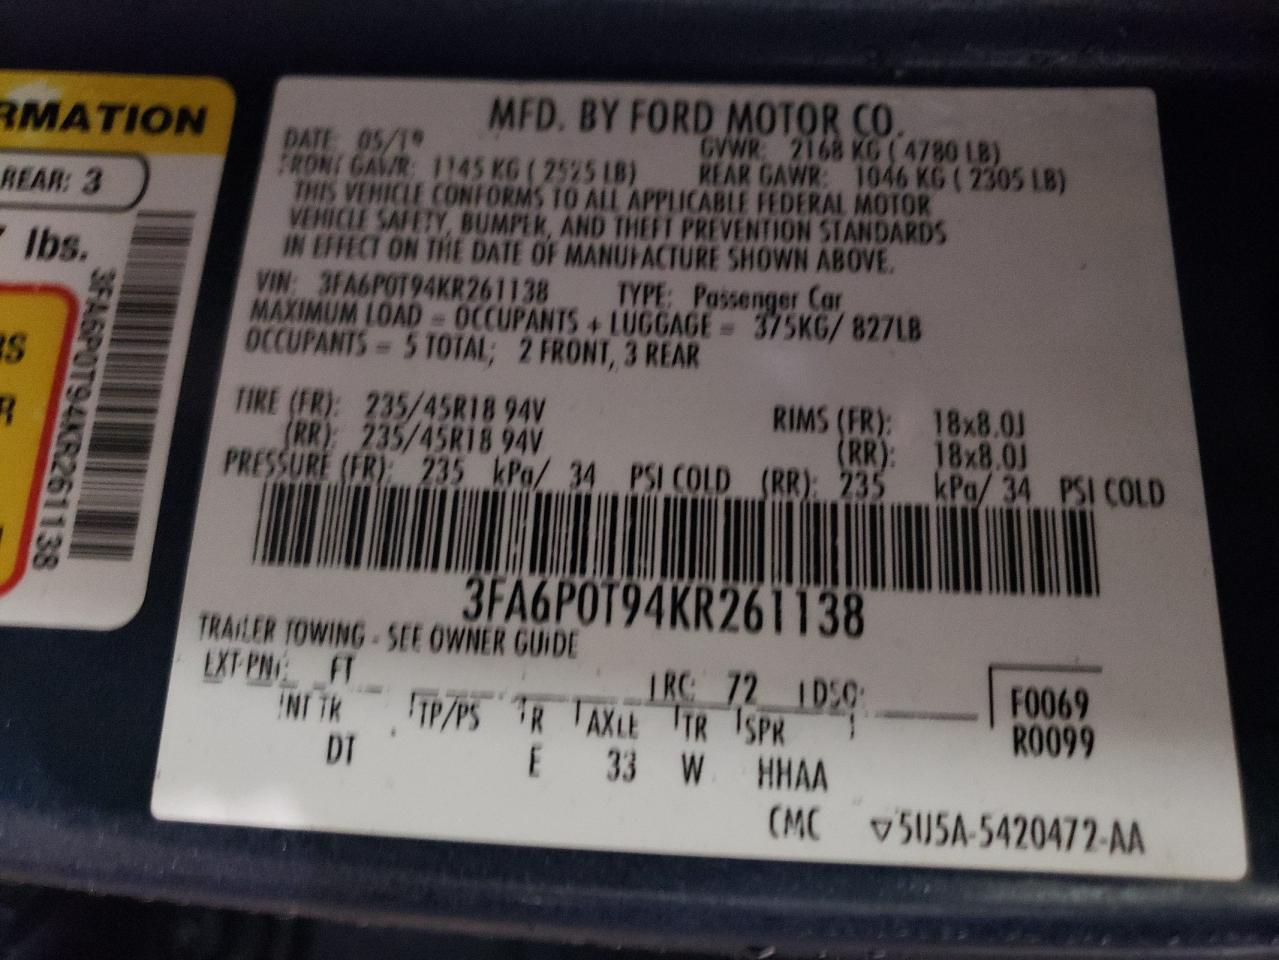 RMATION
REAR: 3
lbs.
3FA6P0T94KR261138
RS
R
MFD. BY FORD MOTOR CO.
DATE: 05/19
GVWR: 2168 KG ( 4780 LB)
FRONT GAWR: 1145 KG ( 2525 LB)
REAR GAWR: 1046 KG ( 2305 LB)
THIS VEHICLE CONFORMS TO ALL APPLICABLE FEDERAL MOTOR
VEHICLE SAFETY, BUMPER, AND THEFT PREVENTION STANDARDS
IN EFFECT ON THE DATE OF MANUFACTURE SHOWN ABOVE.
VIN: 3FA6P0T94KR261138 TYPE: Passenger Car
MAXIMUM LOAD = OCCUPANTS + LUGGAGE = 375KG/ 827LB
OCCUPANTS = 5 TOTAL; 2 FRONT, 3 REAR
TIRE (FR): 235/45R18 94V RIMS (FR): 18x8.0J
(RR): 235/45R18 94V (RR): 18x8.0J
PRESSURE (FR): 235 kPa/ 34 PSI COLD (RR): 235 kPa/ 34 PSI COLD
3FA6P0T94KR261138
TRAILER TOWING - SEE OWNER GUIDE
EXT PNT: FT RC: 72 DSO:
F0069
INT TR TP/PS R AXLE TR SPR
R0099
DT E 33 W HHAA
CMC ▽5U5A-5420472-AA